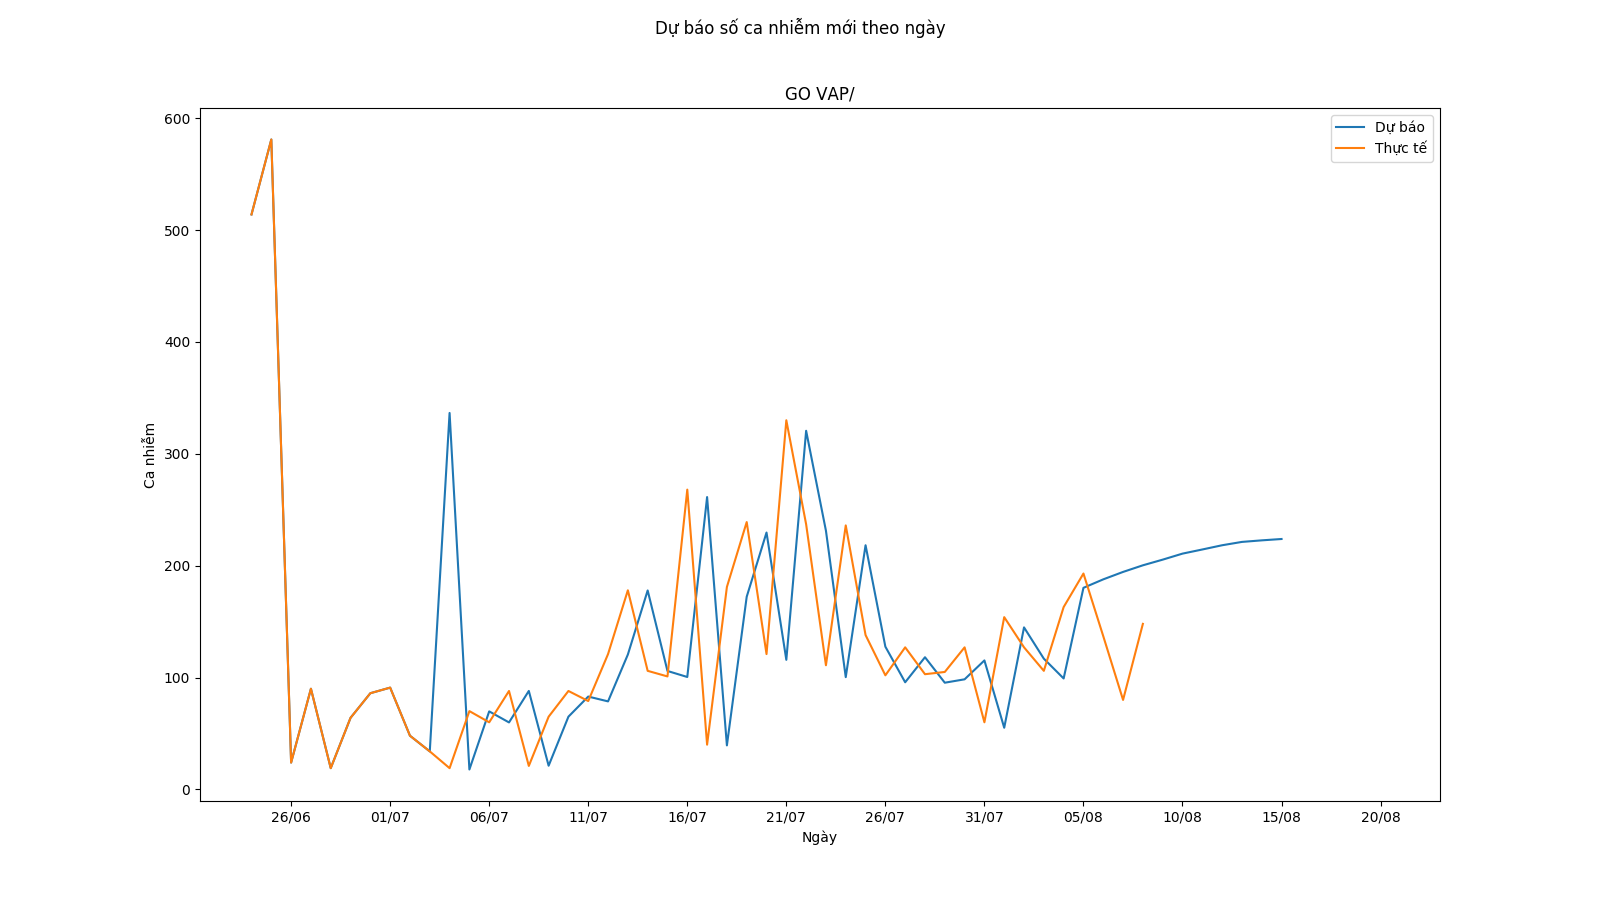 Dự báo số ca nhiễm mới theo ngày
GO VAP/
Dự báo
Thực tế
600
500
400
300
200
100
0
Ca nhiễm
26/06 01/07 06/07 11/07 16/07 21/07 26/07 31/07 05/08 10/08 15/08 20/08
Ngày